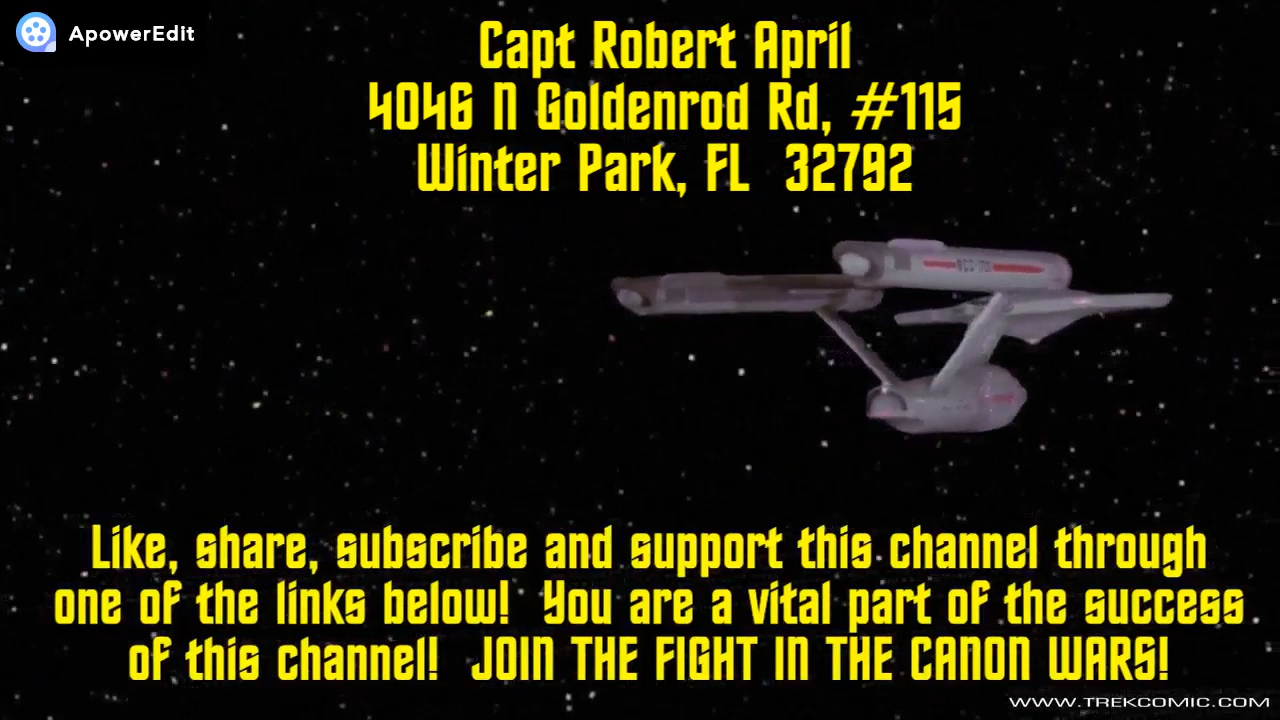 ApowerEdit
Capt Robert April
4046 N Goldenrod Rd, #115
Winter Park, FL  32792
Like, share, subscribe and support this channel through
one of the links below!  You are a vital part of the success
of this channel!  JOIN THE FIGHT IN THE CANON WARS!
WWW.TREKCOMIC.COM